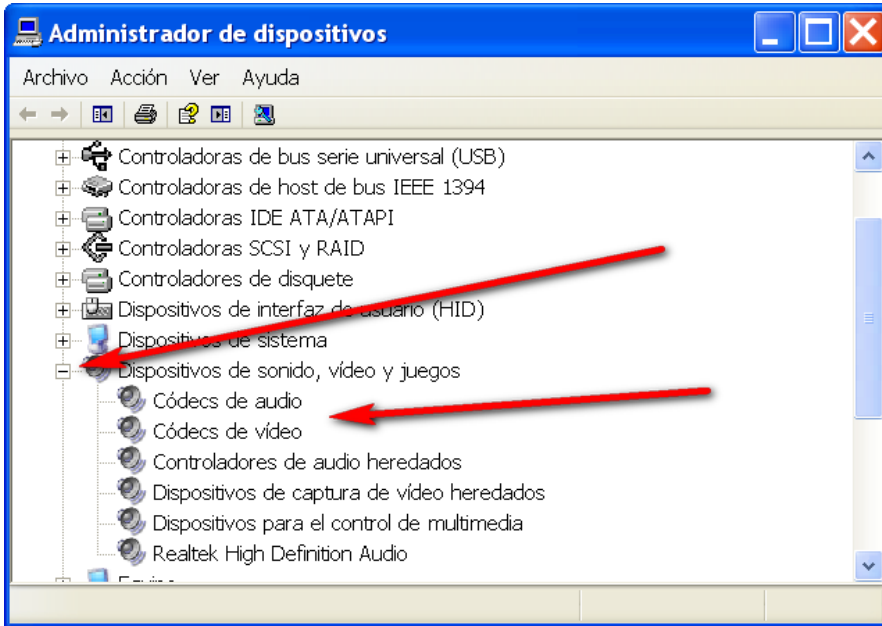 Administrador de dispositivos
Archivo Acción Ver Ayuda
Controladoras de bus serie universal (USB)
Controladoras de host de bus IEEE 1394
Controladoras IDE ATA/ATAPI
Controladoras SCSI y RAID
Controladores de disquete
Dispositivos de interfaz de usuario (HID)
Dispositivos de sistema
Dispositivos de sonido, vídeo y juegos
Códecs de audio
Códecs de vídeo
Controladores de audio heredados
Dispositivos de captura de vídeo heredados
Dispositivos para el control de multimedia
Realtek High Definition Audio